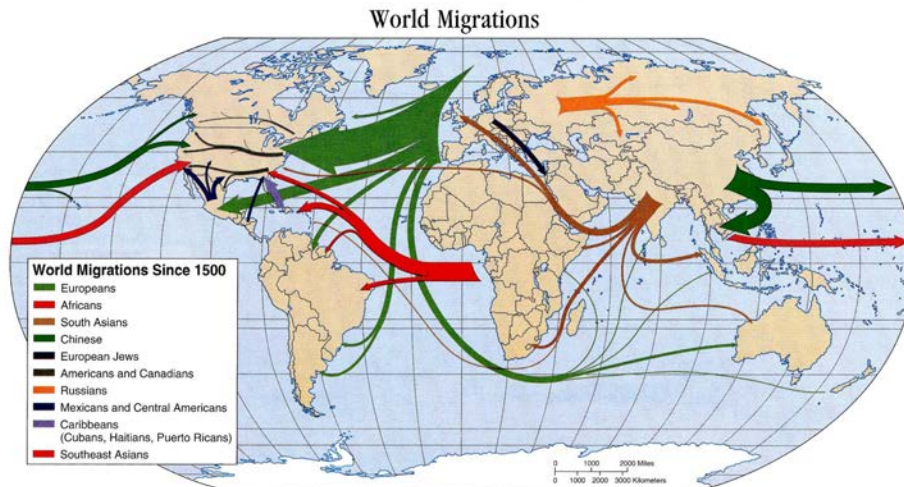 World Migrations
World Migrations Since 1500
Europeans
Africans
South Asians
Chinese
European Jews
Americans and Canadians
Russians
Mexicans and Central Americans
Caribbeans
(Cubans, Haitians, Puerto Ricans)
Southeast Asians
0 1000 2000 Miles
0 1000 2000 3000 Kilometers